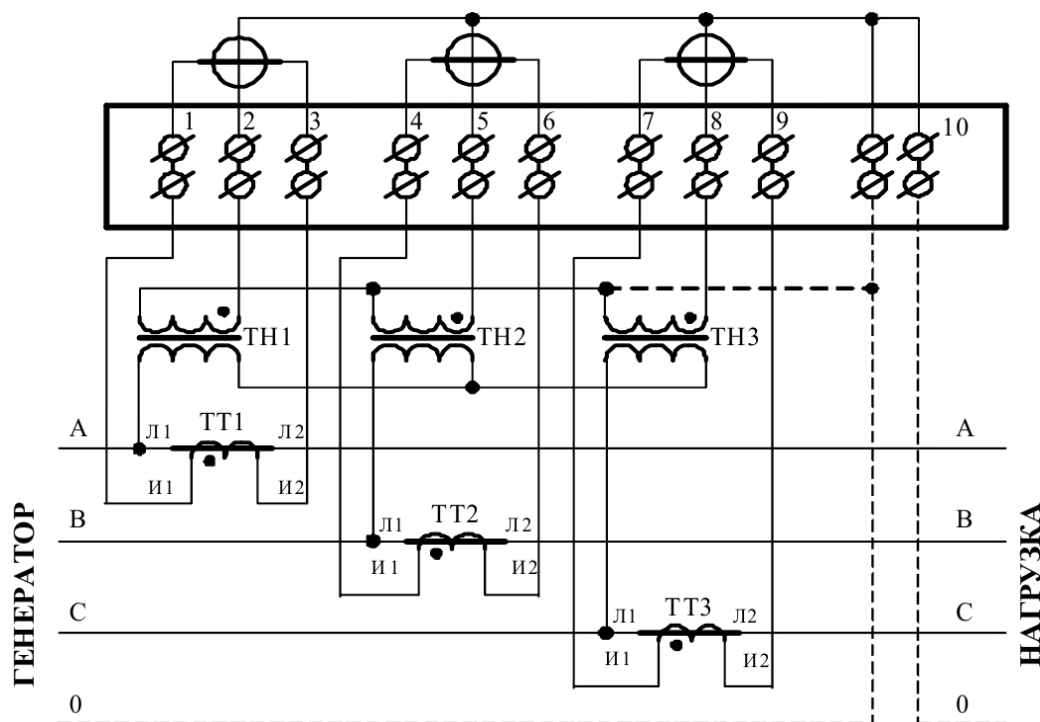 1 2 3 4 5 6 7 8 9 10
ТН1 ТН2 ТН3
ТТ1
А Л1 Л2 А
И1 И2
ТТ2
В Л1 Л2 В
И1 И2
ТТ3
С Л1 Л2 С
И1 И2
0 0
ГЕНЕРАТОР
НАГРУЗКА